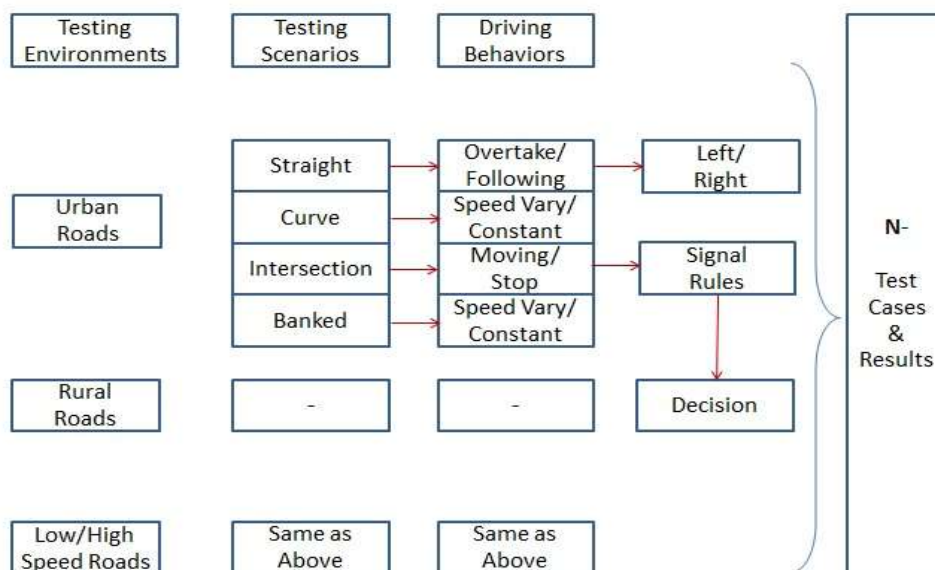 Testing
Environments
Testing
Scenarios
Driving
Behaviors
Urban
Roads
Straight
Overtake/
Following
Left/
Right
Curve
Speed Vary/
Constant
Intersection
Moving/
Stop
Signal
Rules
Banked
Speed Vary/
Constant
Rural
Roads
-
-
Decision
Low/High
Speed Roads
Same as
Above
Same as
Above
N-
Test
Cases
&
Results